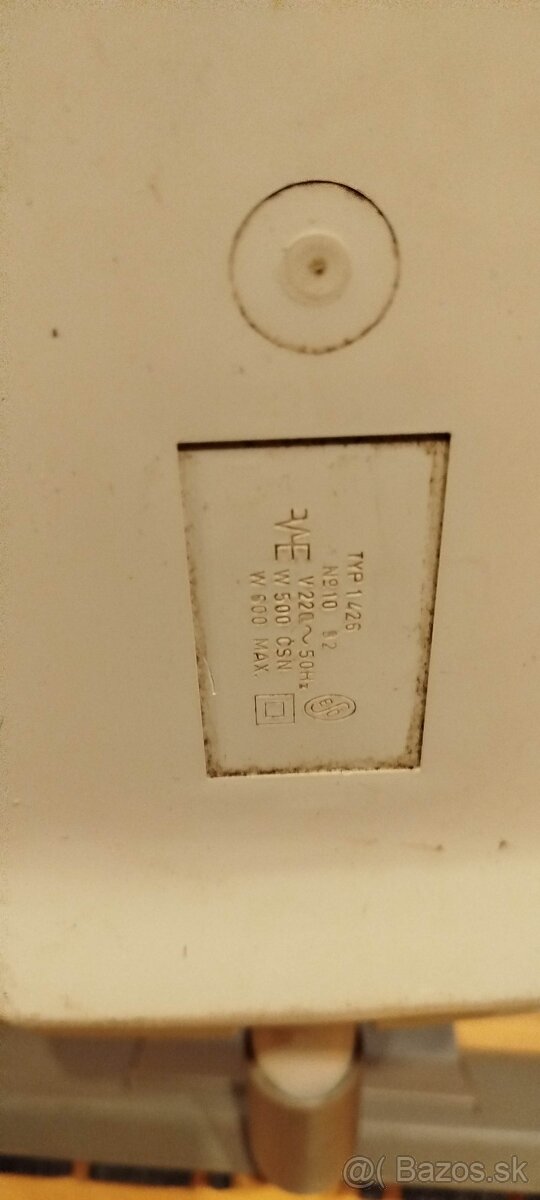 TYP 1426
Nº10 82
V 220 ~ 50Hz
W 500 ČSN
W 600 MAX.
@( Bazos.sk